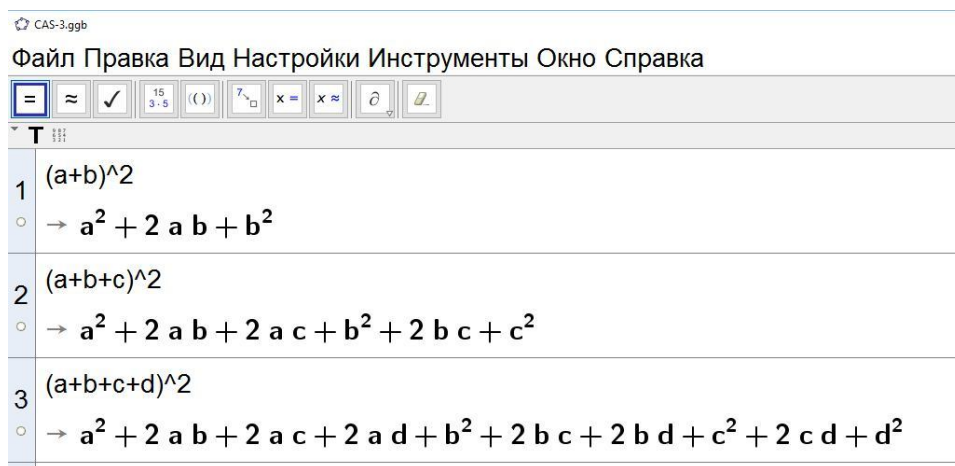 CAS-3.ggb
Файл Правка Вид Настройки Инструменты Окно Справка
= ≈ ✓ 15 3·5 (()) 7 x = x ≈ ∂
T
1 (a+b)^2
→ a² + 2 a b + b²
2 (a+b+c)^2
→ a² + 2 a b + 2 a c + b² + 2 b c + c²
3 (a+b+c+d)^2
→ a² + 2 a b + 2 a c + 2 a d + b² + 2 b c + 2 b d + c² + 2 c d + d²